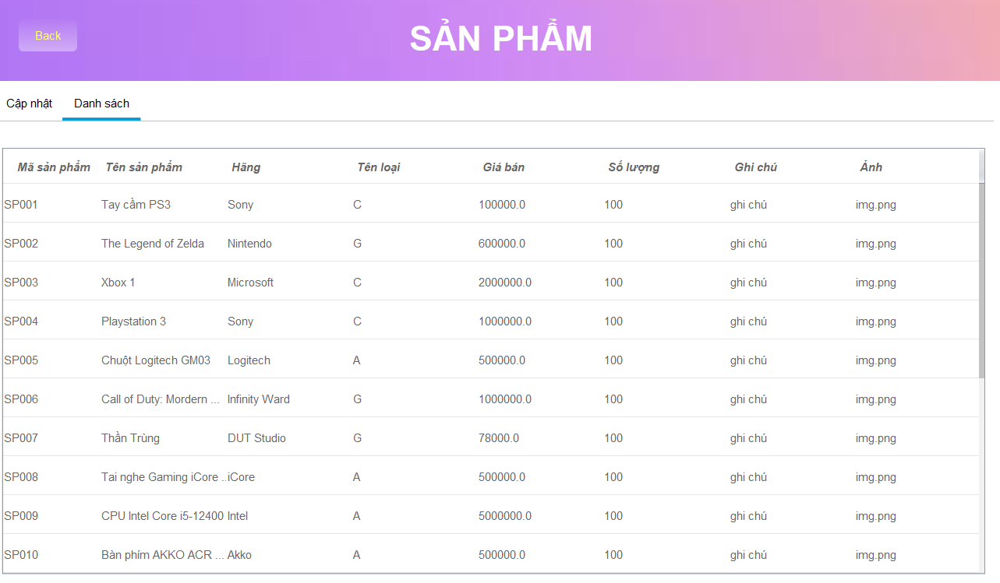 Back
SẢN PHẨM
Cập nhật Danh sách
Mã sản phẩm Tên sản phẩm Hãng Tên loại Giá bán Số lượng Ghi chú Ảnh
SP001 Tay cầm PS3 Sony C 100000.0 100 ghi chú img.png
SP002 The Legend of Zelda Nintendo G 600000.0 100 ghi chú img.png
SP003 Xbox 1 Microsoft C 2000000.0 100 ghi chú img.png
SP004 Playstation 3 Sony C 1000000.0 100 ghi chú img.png
SP005 Chuột Logitech GM03 Logitech A 500000.0 100 ghi chú img.png
SP006 Call of Duty: Mordern ... Infinity Ward G 1000000.0 100 ghi chú img.png
SP007 Thần Trùng DUT Studio G 78000.0 100 ghi chú img.png
SP008 Tai nghe Gaming iCore .. iCore A 500000.0 100 ghi chú img.png
SP009 CPU Intel Core i5-12400 Intel A 5000000.0 100 ghi chú img.png
SP010 Bàn phím AKKO ACR ... Akko A 500000.0 100 ghi chú img.png